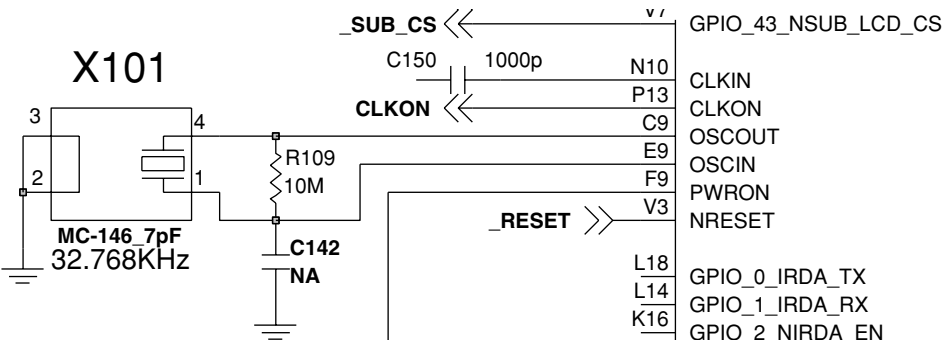 _SUB_CS
V7
GPIO_43_NSUB_LCD_CS
C150
1000p
N10
CLKIN
X101
CLKON
P13
CLKON
3
4
C9
OSCOUT
R109
10M
E9
OSCIN
2
1
F9
PWRON
_RESET
V3
NRESET
MC-146_7pF
32.768KHz
C142
NA
L18
GPIO_0_IRDA_TX
L14
GPIO_1_IRDA_RX
K16
GPIO_2_NIRDA_EN